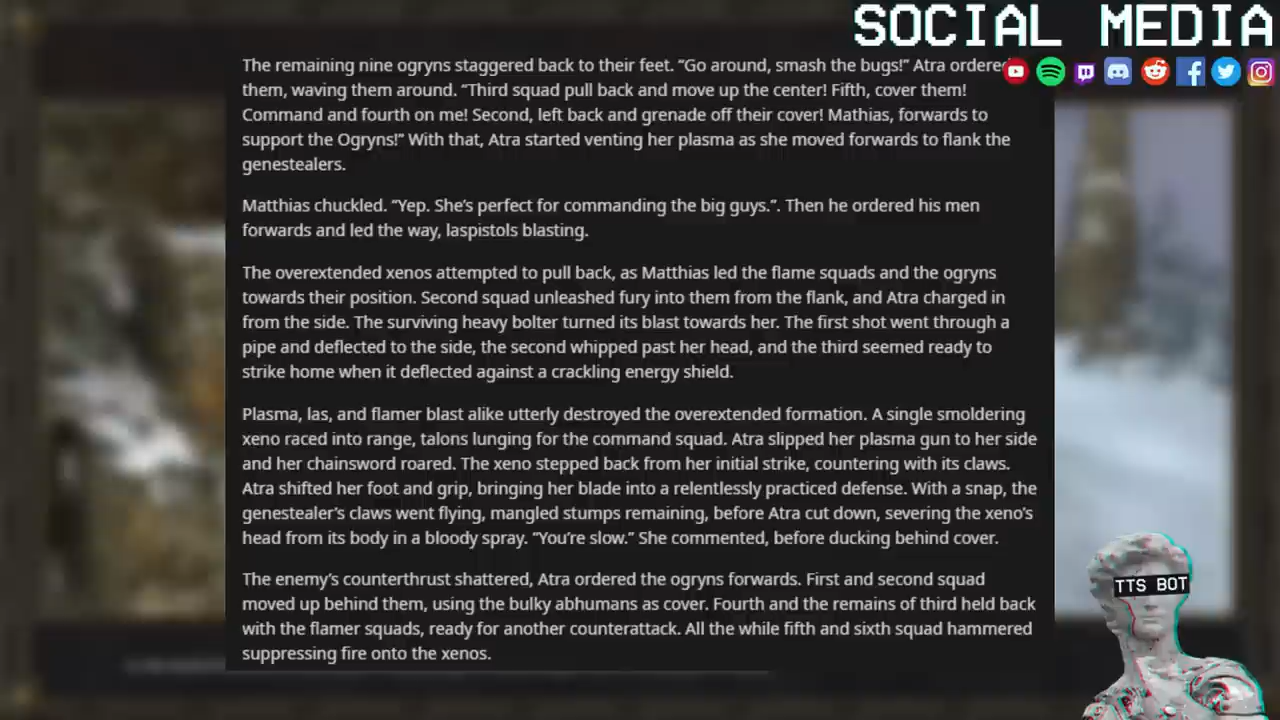 SOCIAL MEDIA
The remaining nine ogryns staggered back to their feet. “Go around, smash the bugs!” Atra ordered
them, waving them around. “Third squad pull back and move up the center! Fifth, cover them!
Command and fourth on me! Second, left back and grenade off their cover! Mathias, forwards to
support the Ogryns!” With that, Atra started venting her plasma as she moved forwards to flank the
genestealers.
Matthias chuckled. “Yep. She’s perfect for commanding the big guys.”. Then he ordered his men
forwards and led the way, laspistols blasting.
The overextended xenos attempted to pull back, as Matthias led the flame squads and the ogryns
towards their position. Second squad unleashed fury into them from the flank, and Atra charged in
from the side. The surviving heavy bolter turned its blast towards her. The first shot went through a
pipe and deflected to the side, the second whipped past her head, and the third seemed ready to
strike home when it deflected against a crackling energy shield.
Plasma, las, and flamer blast alike utterly destroyed the overextended formation. A single smoldering
xeno raced into range, talons lunging for the command squad. Atra slipped her plasma gun to her side
and her chainsword roared. The xeno stepped back from her initial strike, countering with its claws.
Atra shifted her foot and grip, bringing her blade into a relentlessly practiced defense. With a snap, the
genestealer’s claws went flying, mangled stumps remaining, before Atra cut down, severing the xeno’s
head from its body in a bloody spray. “You’re slow.” She commented, before ducking behind cover.
The enemy’s counterthrust shattered, Atra ordered the ogryns forwards. First and second squad
moved up behind them, using the bulky abhumans as cover. Fourth and the remains of third held back
with the flamer squads, ready for another counterattack. All the while fifth and sixth squad hammered
suppressing fire onto the xenos.
TTS BOT